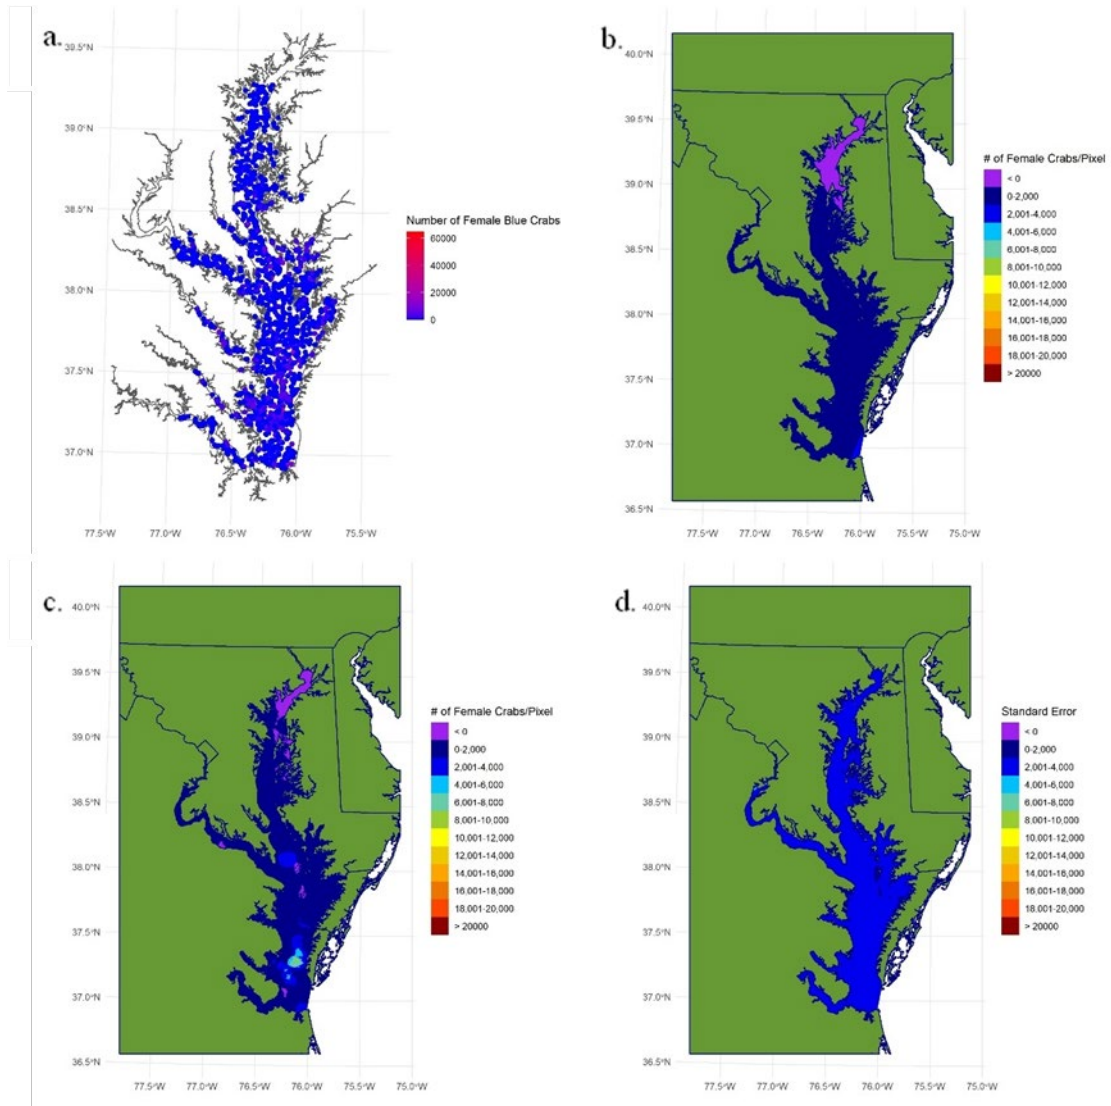 a.
39.5°N
39.0°N
38.5°N
38.0°N
37.5°N
37.0°N
77.5°W 77.0°W 76.5°W 76.0°W 75.5°W
Number of Female Blue Crabs
60000
40000
20000
0
b.
40.0°N
39.5°N
39.0°N
38.5°N
38.0°N
37.5°N
37.0°N
36.5°N
77.5°W 77.0°W 76.5°W 76.0°W 75.5°W 75.0°W
# of Female Crabs/Pixel
< 0
0-2,000
2,001-4,000
4,001-6,000
6,001-8,000
8,001-10,000
10,001-12,000
12,001-14,000
14,001-16,000
16,001-18,000
18,001-20,000
> 20000
c.
40.0°N
39.5°N
39.0°N
38.5°N
38.0°N
37.5°N
37.0°N
36.5°N
77.5°W 77.0°W 76.5°W 76.0°W 75.5°W 75.0°W
# of Female Crabs/Pixel
< 0
0-2,000
2,001-4,000
4,001-6,000
6,001-8,000
8,001-10,000
10,001-12,000
12,001-14,000
14,001-16,000
16,001-18,000
18,001-20,000
> 20000
d.
40.0°N
39.5°N
39.0°N
38.5°N
38.0°N
37.5°N
37.0°N
36.5°N
77.5°W 77.0°W 76.5°W 76.0°W 75.5°W 75.0°W
Standard Error
< 0
0-2,000
2,001-4,000
4,001-6,000
6,001-8,000
8,001-10,000
10,001-12,000
12,001-14,000
14,001-16,000
16,001-18,000
18,001-20,000
> 20000